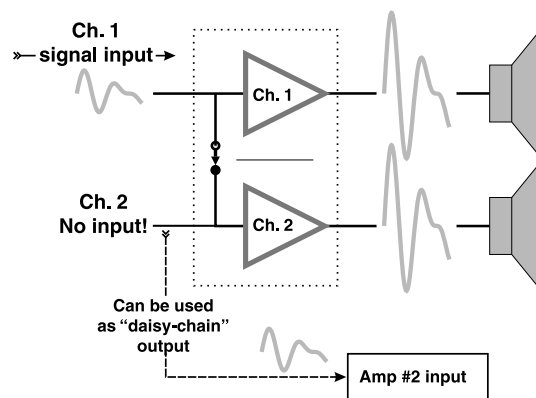 Ch. 1
signal input
Ch. 1
Ch. 2
No input!
Ch. 2
Can be used
as “daisy-chain”
output
Amp #2 input